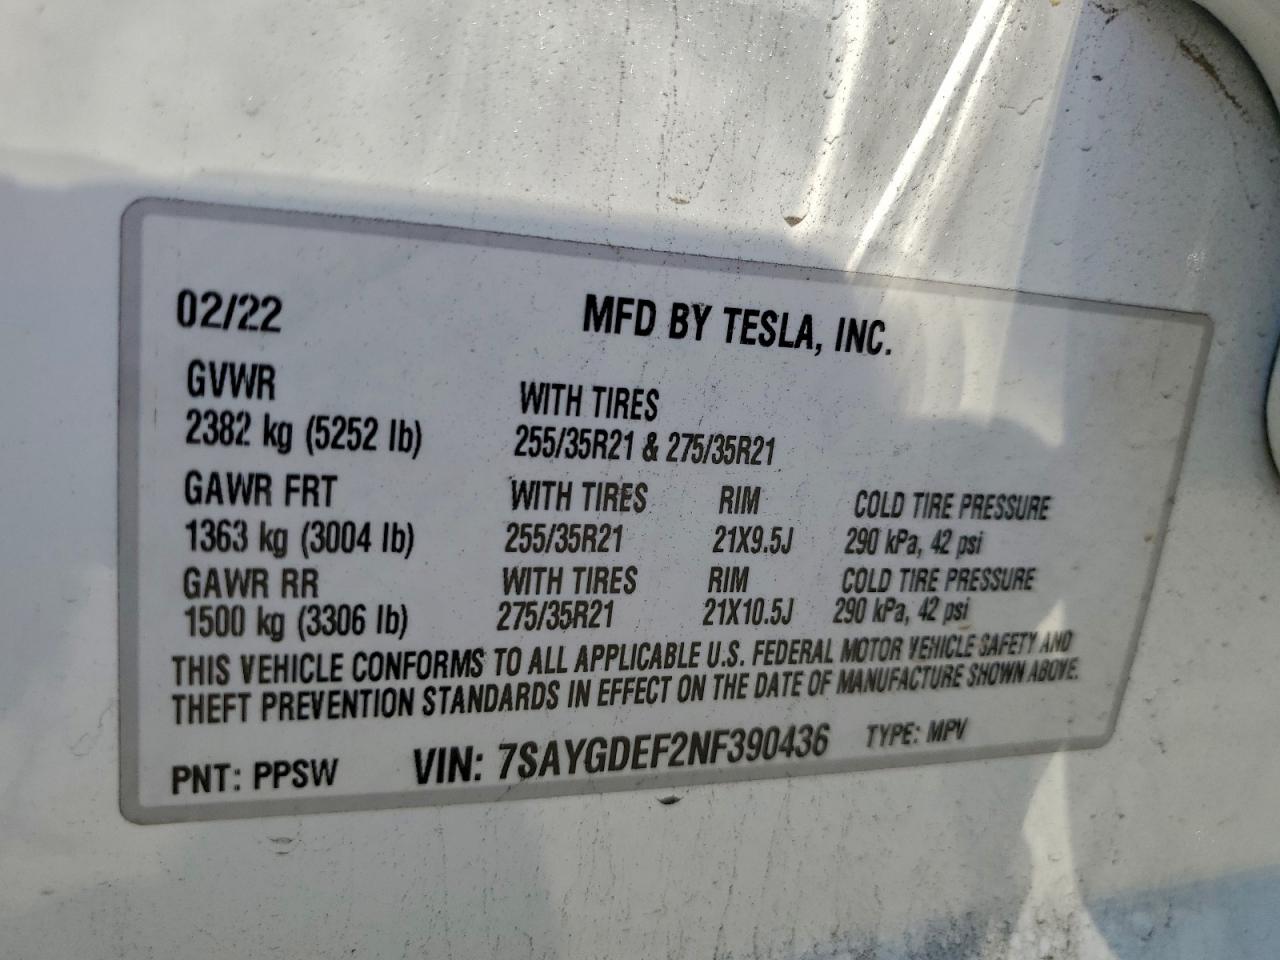 02/22 MFD BY TESLA, INC.
GVWR WITH TIRES
2382 kg (5252 lb) 255/35R21 & 275/35R21
GAWR FRT WITH TIRES RIM COLD TIRE PRESSURE
1363 kg (3004 lb) 255/35R21 21X9.5J 290 kPa, 42 psi
GAWR RR WITH TIRES RIM COLD TIRE PRESSURE
1500 kg (3306 lb) 275/35R21 21X10.5J 290 kPa, 42 psi
THIS VEHICLE CONFORMS TO ALL APPLICABLE U.S. FEDERAL MOTOR VEHICLE SAFETY AND
THEFT PREVENTION STANDARDS IN EFFECT ON THE DATE OF MANUFACTURE SHOWN ABOVE.
PNT: PPSW VIN: 7SAYGDEF2NF390436 TYPE: MPV